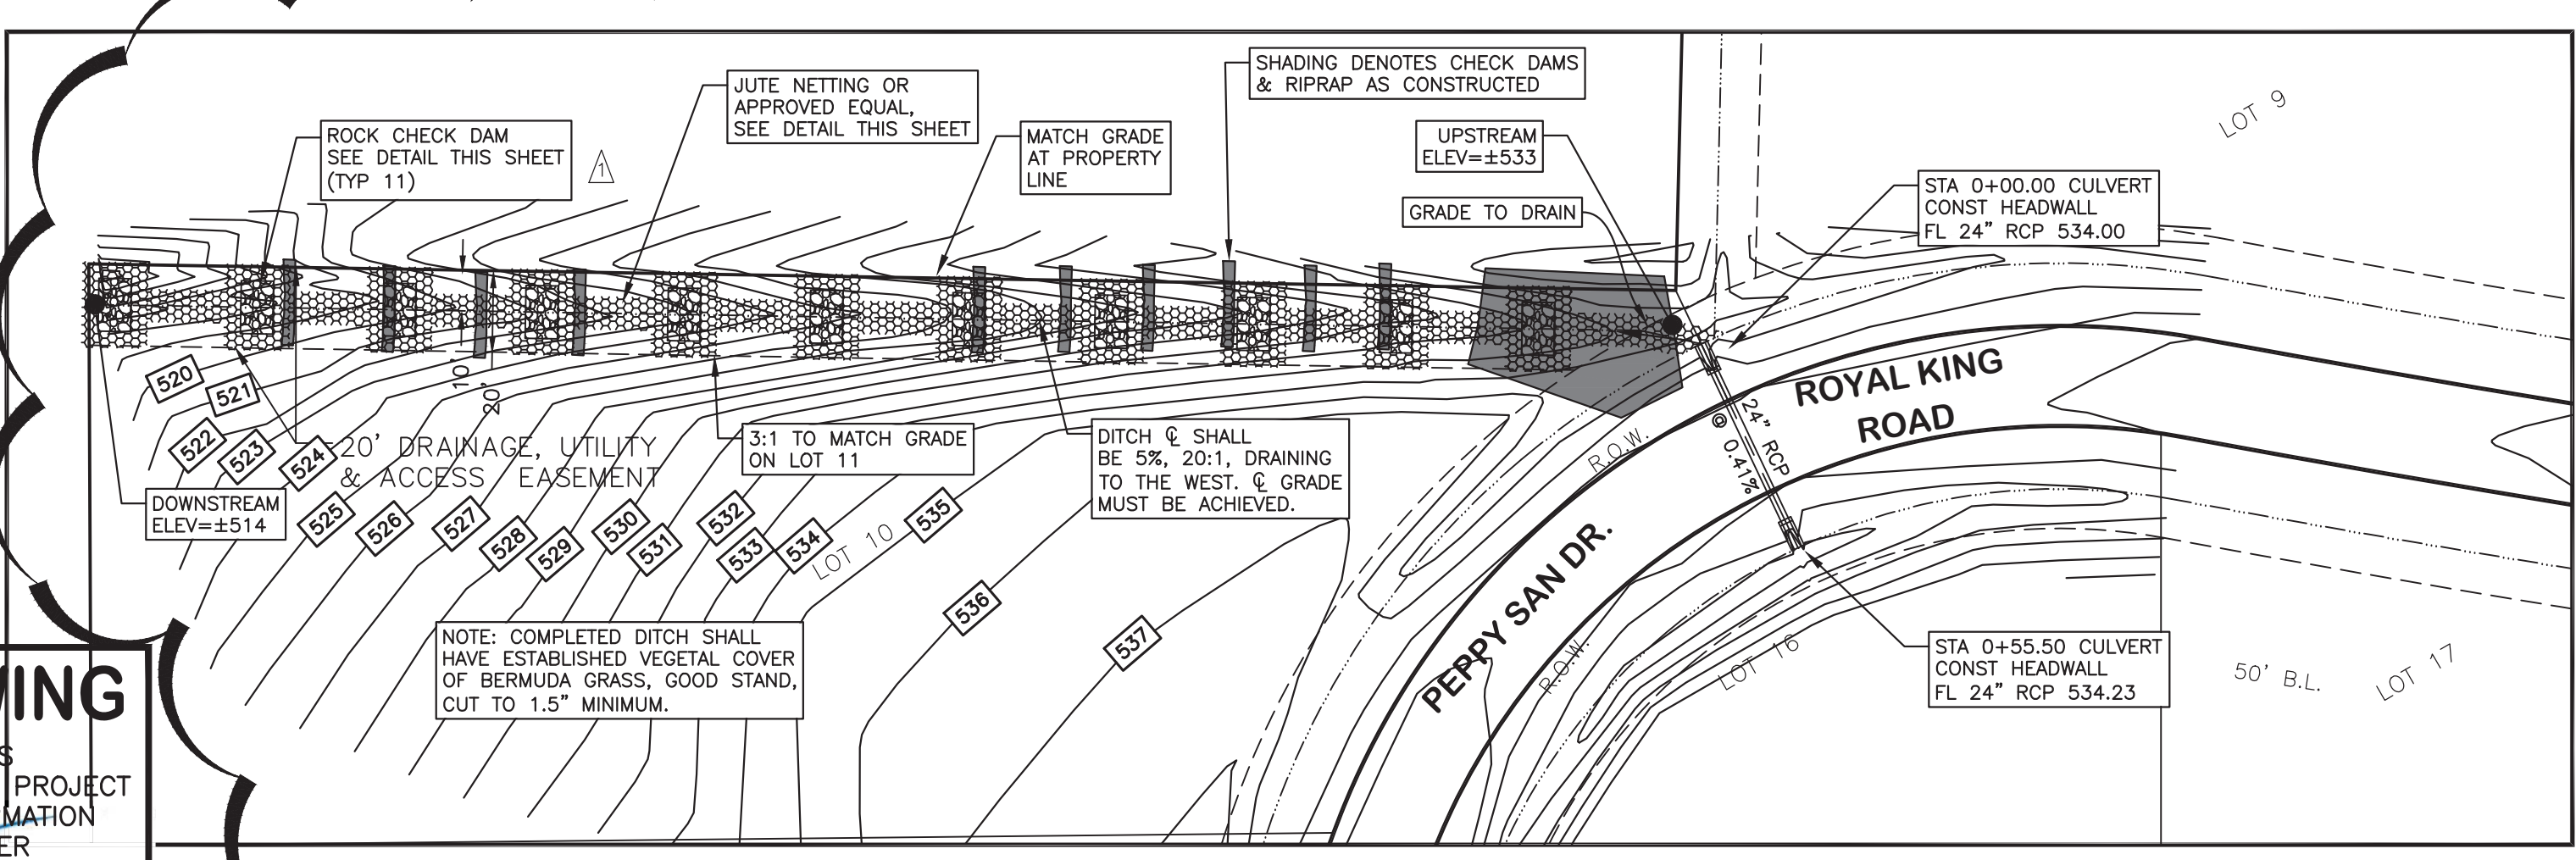 SHADING DENOTES CHECK DAMS
& RIPRAP AS CONSTRUCTED
JUTE NETTING OR
APPROVED EQUAL,
SEE DETAIL THIS SHEET
ROCK CHECK DAM
SEE DETAIL THIS SHEET
(TYP 11)
1
MATCH GRADE
AT PROPERTY
LINE
UPSTREAM
ELEV=±533
GRADE TO DRAIN
LOT 9
STA 0+00.00 CULVERT
CONST HEADWALL
FL 24" RCP 534.00
10'
20'
520
521
522
523
524
525
526
527
528
529
530
531
532
533
534
535
536
537
20' DRAINAGE, UTILITY
& ACCESS EASEMENT
DOWNSTREAM
ELEV=±514
3:1 TO MATCH GRADE
ON LOT 11
DITCH ℄ SHALL
BE 5%, 20:1, DRAINING
TO THE WEST. ℄ GRADE
MUST BE ACHIEVED.
LOT 10
NOTE: COMPLETED DITCH SHALL
HAVE ESTABLISHED VEGETAL COVER
OF BERMUDA GRASS, GOOD STAND,
CUT TO 1.5" MINIMUM.
ROYAL KING
ROAD
24" RCP
@ 0.41%
R.O.W.
PEPPY SAN DR.
R.O.W.
LOT 16
STA 0+55.50 CULVERT
CONST HEADWALL
FL 24" RCP 534.23
50' B.L.
LOT 17
PROJECT